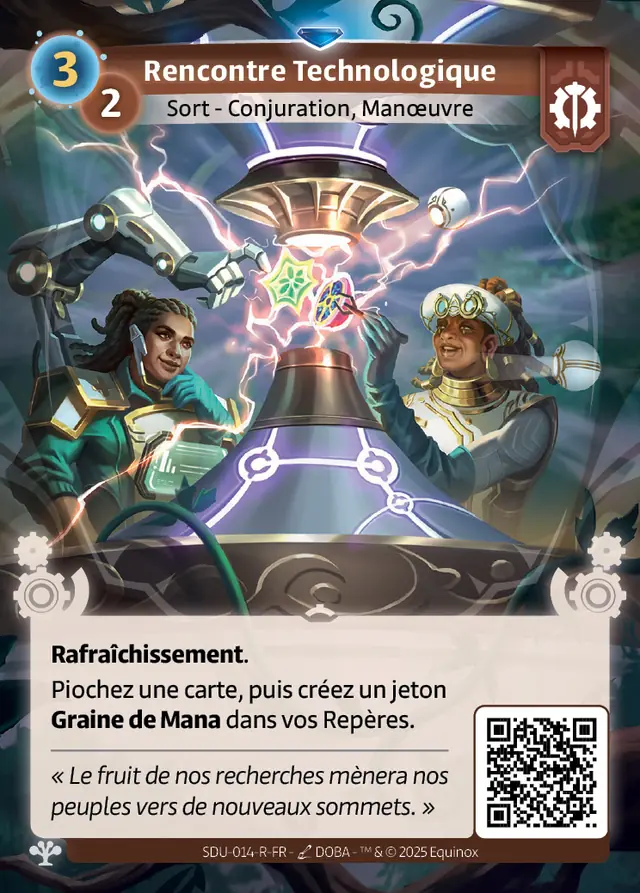 3
Rencontre Technologique
2
Sort - Conjuration, Manœuvre
Rafraîchissement.
Piochez une carte, puis créez un jeton
Graine de Mana dans vos Repères.
« Le fruit de nos recherches mènera nos
peuples vers de nouveaux sommets. »
SDU-014-R-FR - DOBA - ™ & © 2025 Equinox